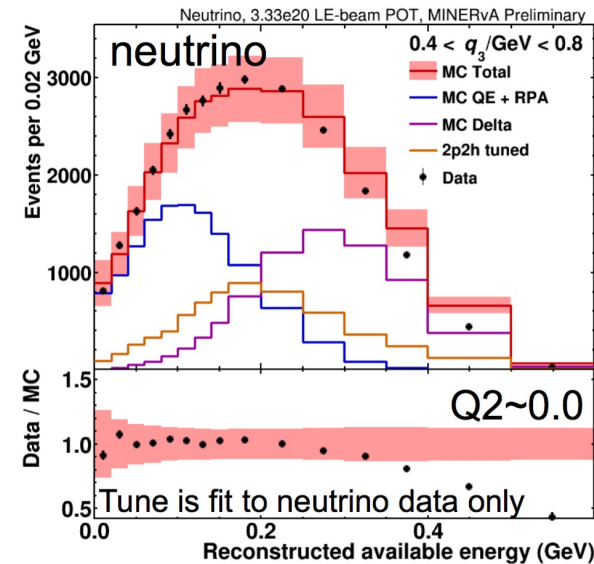 Neutrino, 3.33e20 LE-beam POT, MINERvA Preliminary
neutrino
0.4 < q3/GeV < 0.8
MC Total
MC QE + RPA
MC Delta
2p2h tuned
Data
Events per 0.02 GeV
3000
2000
1000
Data / MC
1.5
1.0
0.5
Q2~0.0
Tune is fit to neutrino data only
0.0 0.2 0.4
Reconstructed available energy (GeV)